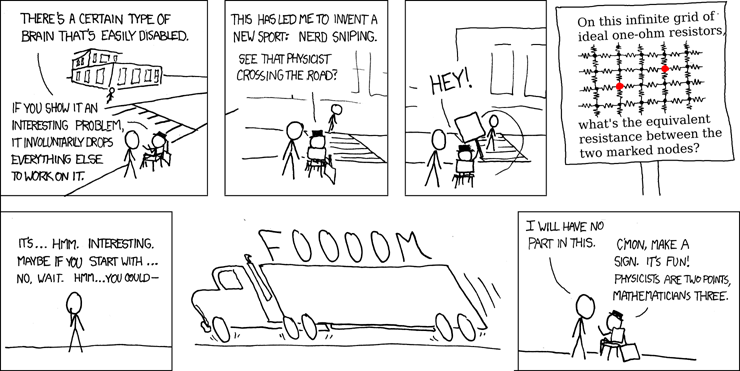 THERE'S A CERTAIN TYPE OF
BRAIN THAT'S EASILY DISABLED.
IF YOU SHOW IT AN
INTERESTING PROBLEM,
IT INVOLUNTARILY DROPS
EVERYTHING ELSE
TO WORK ON IT.
THIS HAS LED ME TO INVENT A
NEW SPORT: NERD SNIPING.
SEE THAT PHYSICIST
CROSSING THE ROAD?
HEY!
On this infinite grid of
ideal one-ohm resistors,
what's the equivalent
resistance between the
two marked nodes?
IT'S... HMM. INTERESTING.
MAYBE IF YOU START WITH ...
NO, WAIT. HMM...YOU COULD—
FOOOOM
I WILL HAVE NO
PART IN THIS.
C'MON, MAKE A
SIGN. IT'S FUN!
PHYSICISTS ARE TWO POINTS,
MATHEMATICIANS THREE.